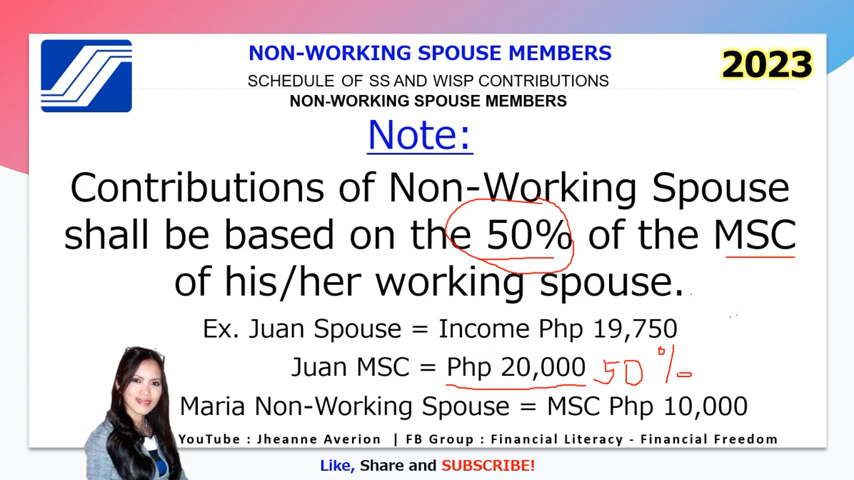 NON-WORKING SPOUSE MEMBERS
2023
SCHEDULE OF SS AND WISP CONTRIBUTIONS
NON-WORKING SPOUSE MEMBERS
Note:
Contributions of Non-Working Spouse
shall be based on the 50% of the MSC
of his/her working spouse.
Ex. Juan Spouse = Income Php 19,750
Juan MSC = Php 20,000 50%
Maria Non-Working Spouse = MSC Php 10,000
YouTube : Jheanne Averion | FB Group : Financial Literacy - Financial Freedom
Like, Share and SUBSCRIBE!